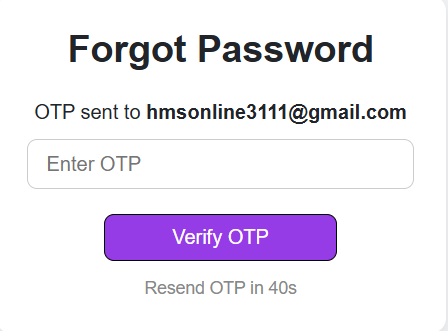 Forgot Password
OTP sent to hmsonline3111@gmail.com
Enter OTP
Verify OTP
Resend OTP in 40s